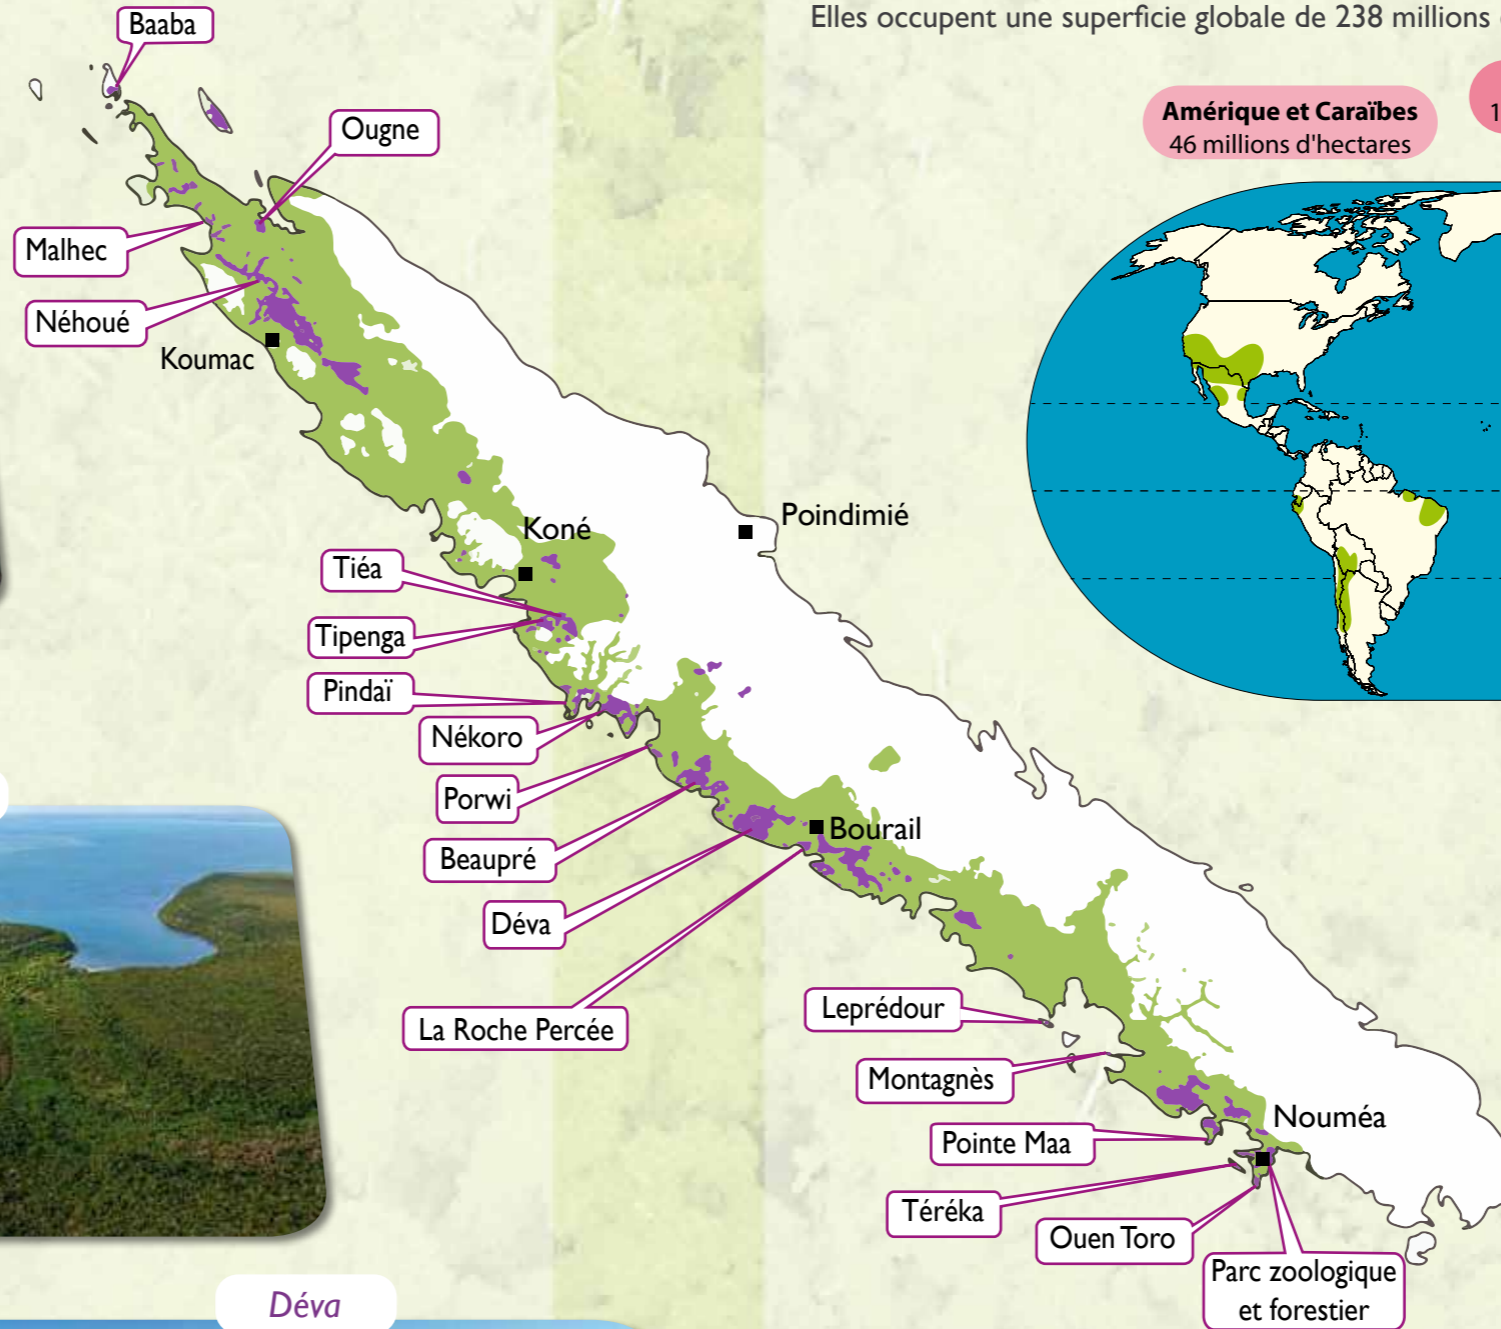 Elles occupent une superficie globale de 238 millions
Baaba
Amérique et Caraïbes
46 millions d'hectares
1
Ougne
Malhec
Néhoué
Koumac
Poindimié
Koné
Tiéa
Tipenga
Pindaï
Nékoro
Porwi
Bourail
Beaupré
Déva
La Roche Percée
Leprédour
Montagnès
Nouméa
Pointe Maa
Téréka
Ouen Toro
Parc zoologique
et forestier
Déva